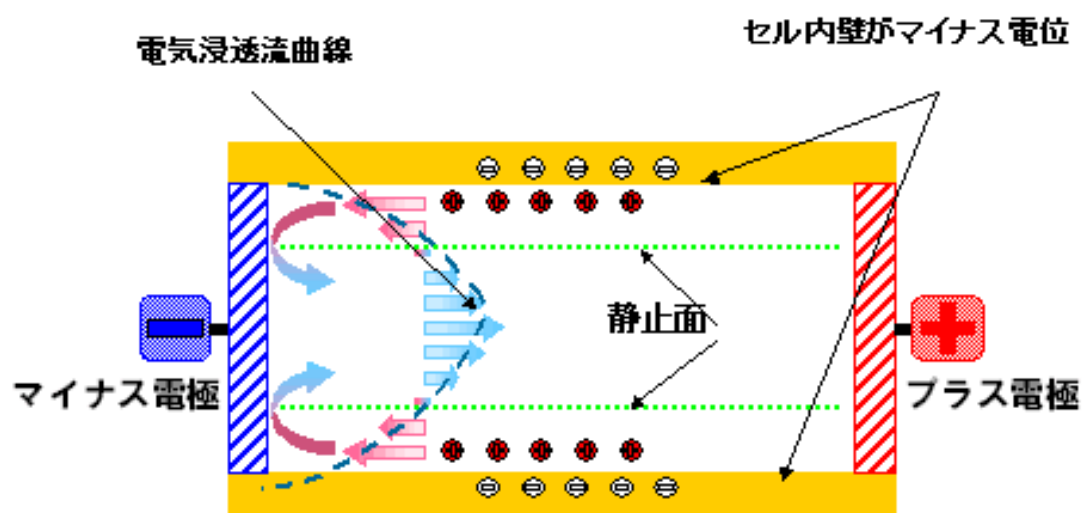 セル内壁がマイナス電位
電気浸透流曲線
静止面
マイナス電極
プラス電極